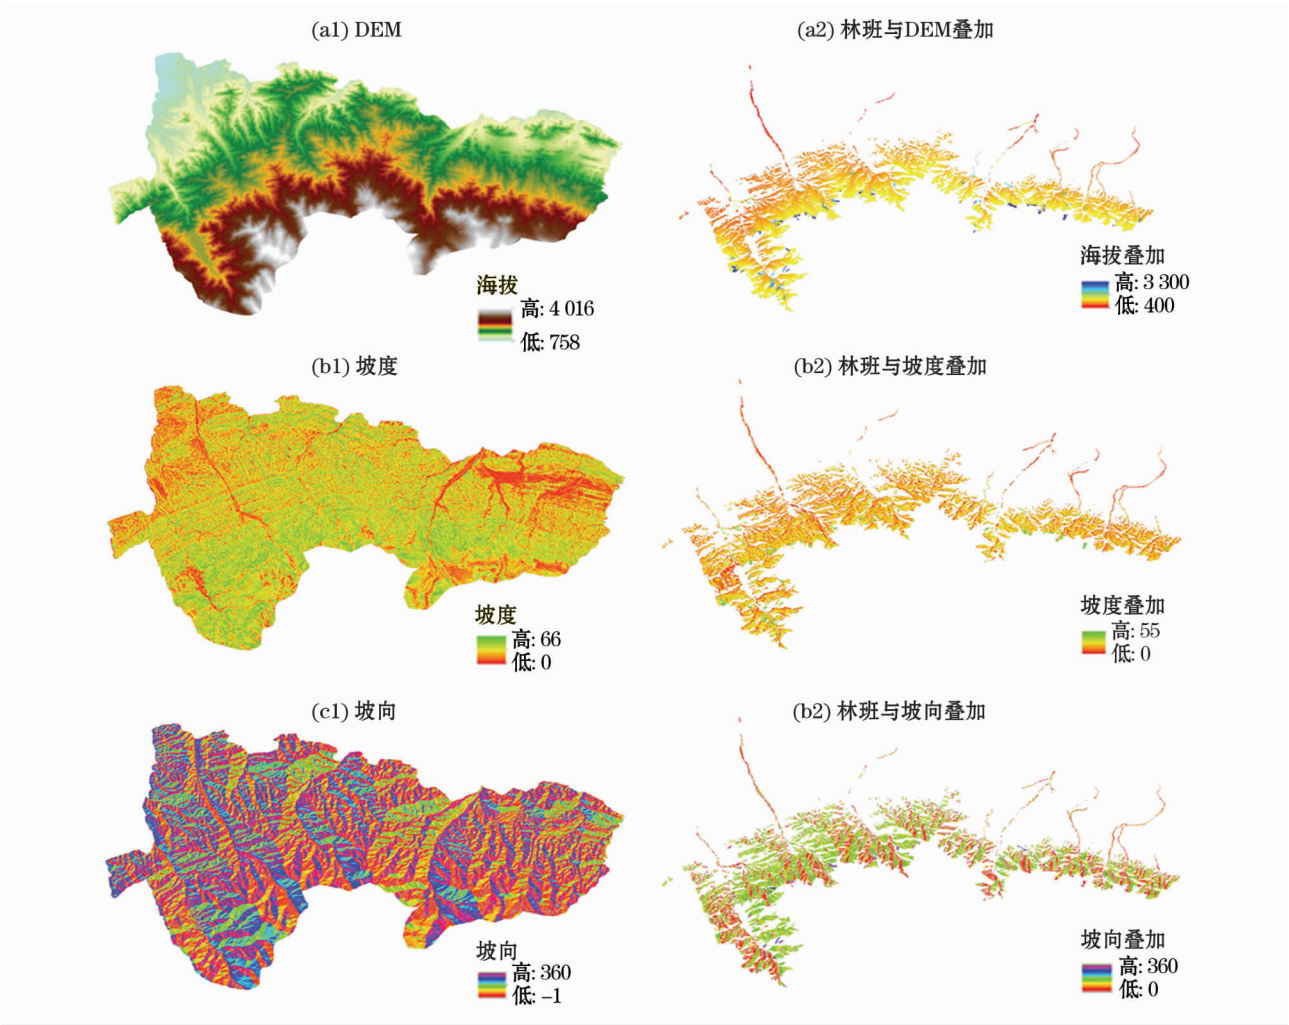 (a1) DEM
(a2) 林班与DEM叠加
海拔
高: 4 016
低: 758
海拔叠加
高: 3 300
低: 400
(b1) 坡度
(b2) 林班与坡度叠加
坡度
高: 66
低: 0
坡度叠加
高: 55
低: 0
(c1) 坡向
(b2) 林班与坡向叠加
坡向
高: 360
低: –1
坡向叠加
高: 360
低: 0